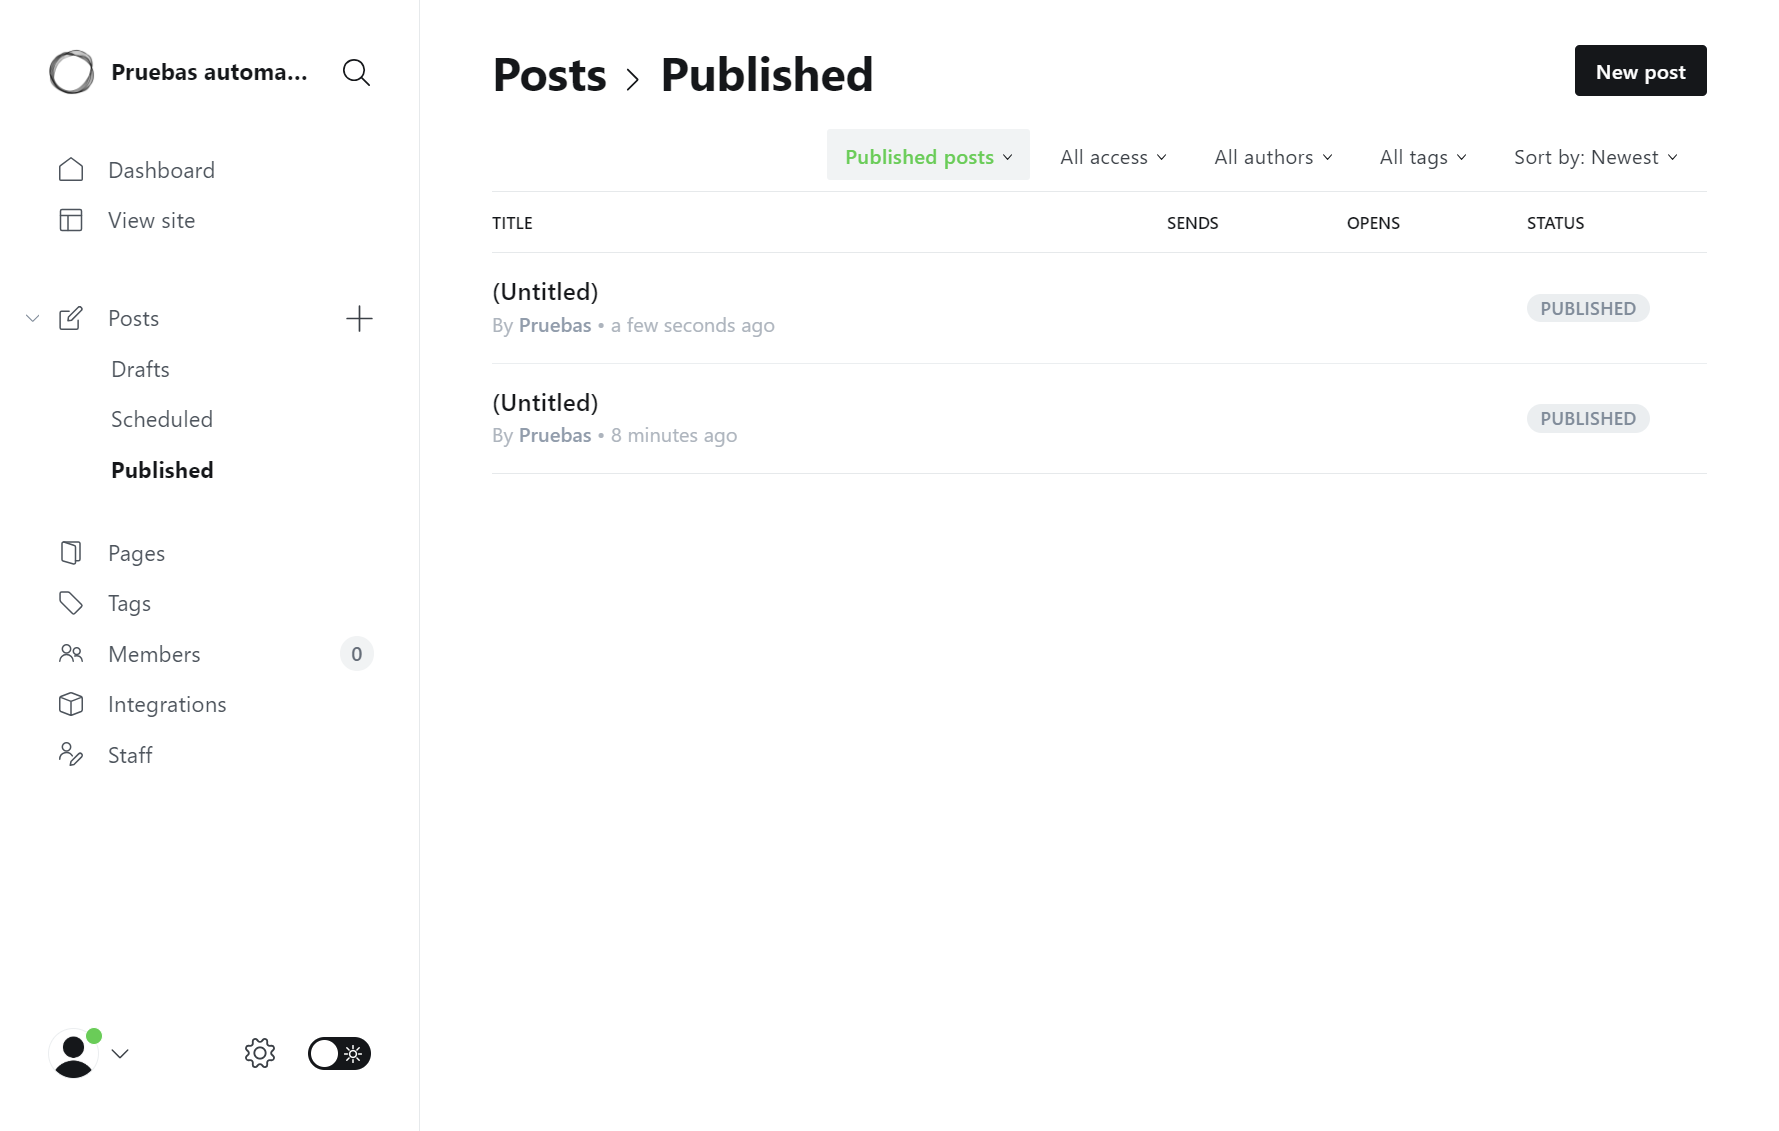 Pruebas automa...
Dashboard
View site
Posts
Drafts
Scheduled
Published
Pages
Tags
Members
0
Integrations
Staff
Posts > Published
New post
Published posts
All access
All authors
All tags
Sort by: Newest
TITLE
SENDS
OPENS
STATUS
(Untitled)
By Pruebas • a few seconds ago
PUBLISHED
(Untitled)
By Pruebas • 8 minutes ago
PUBLISHED